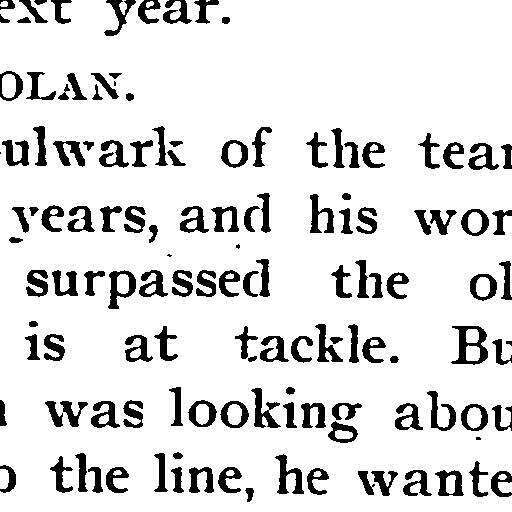 ext year.
OLAN.
ulwark of the tea
years, and his wor
surpassed the ol
is at tackle. Bu
was looking abou
the line, he wante